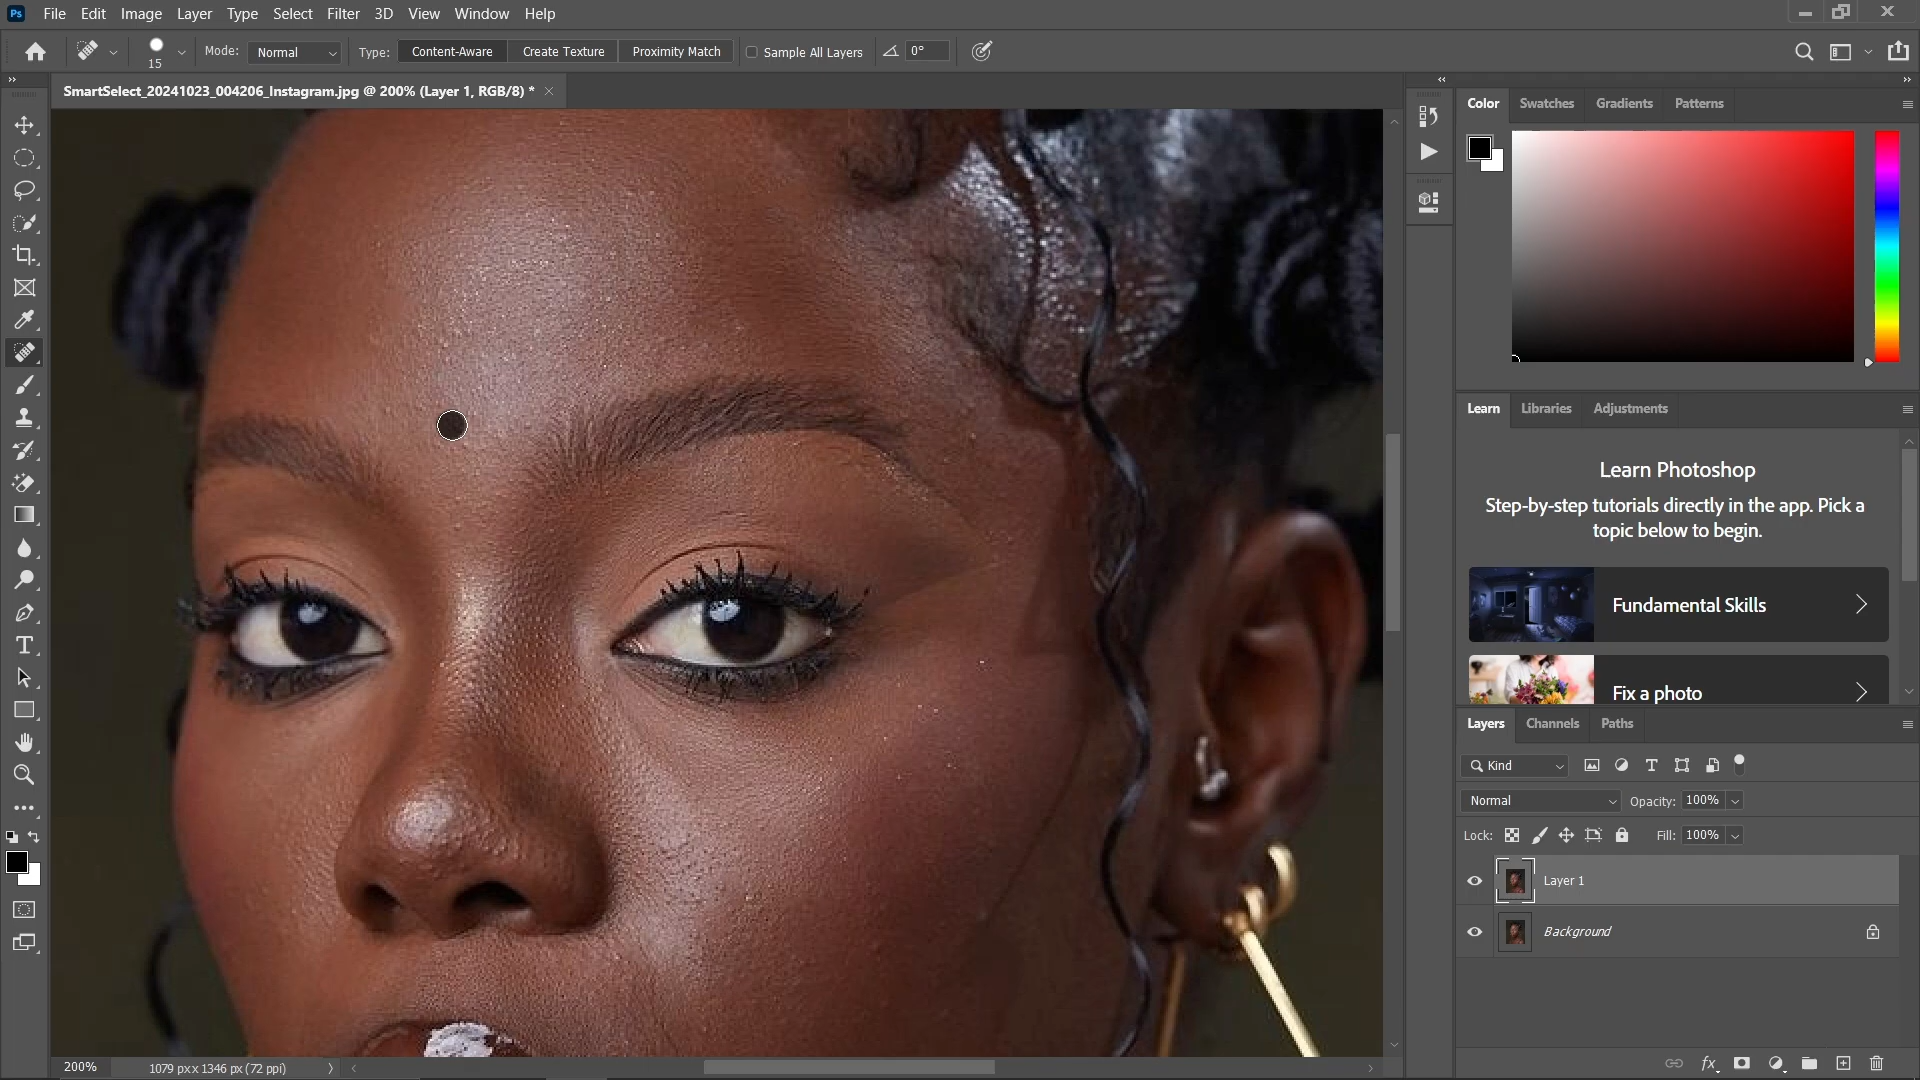 Ps File Edit Image Layer Type Select Filter 3D View Window Help
15 Mode: Normal Type: Content-Aware Create Texture Proximity Match Sample All Layers 0°
SmartSelect_20241023_004206_Instagram.jpg @ 200% (Layer 1, RGB/8) *
Color Swatches Gradients Patterns
Learn Libraries Adjustments
Learn Photoshop
Step-by-step tutorials directly in the app. Pick a
topic below to begin.
Fundamental Skills
Fix a photo
Layers Channels Paths
Kind
Normal Opacity: 100%
Lock: Fill: 100%
Layer 1
Background
fx
200% 1079 px x 1346 px (72 ppi)